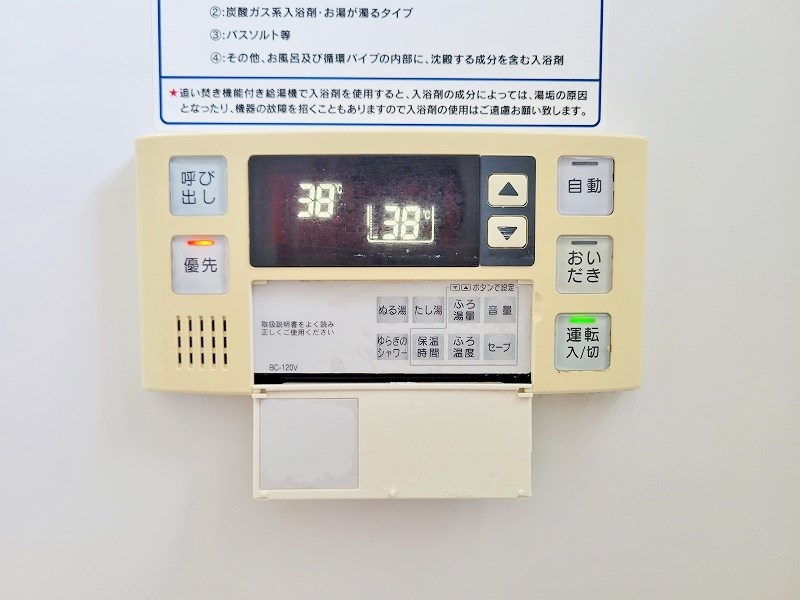 ②:炭酸ガス系入浴剤・お湯が濁るタイプ
③:バスソルト等
④:その他、お風呂及び循環パイプの内部に、沈殿する成分を含む入浴剤
★追い焚き機能付き給湯機で入浴剤を使用すると、入浴剤の成分によっては、湯垢の原因
となったり、機器の故障を招くこともありますので入浴剤の使用はご遠慮お願い致します。
呼び
出し
38℃
38℃
自動
優先
おい
だき
▼▲ボタンで設定
ぬる湯
たし湯
ふろ
湯量
音量
取扱説明書をよく読み
正しくご使用ください
ゆらぎの
シャワー
保温
時間
ふろ
温度
セーブ
運転
入/切
BC-120V